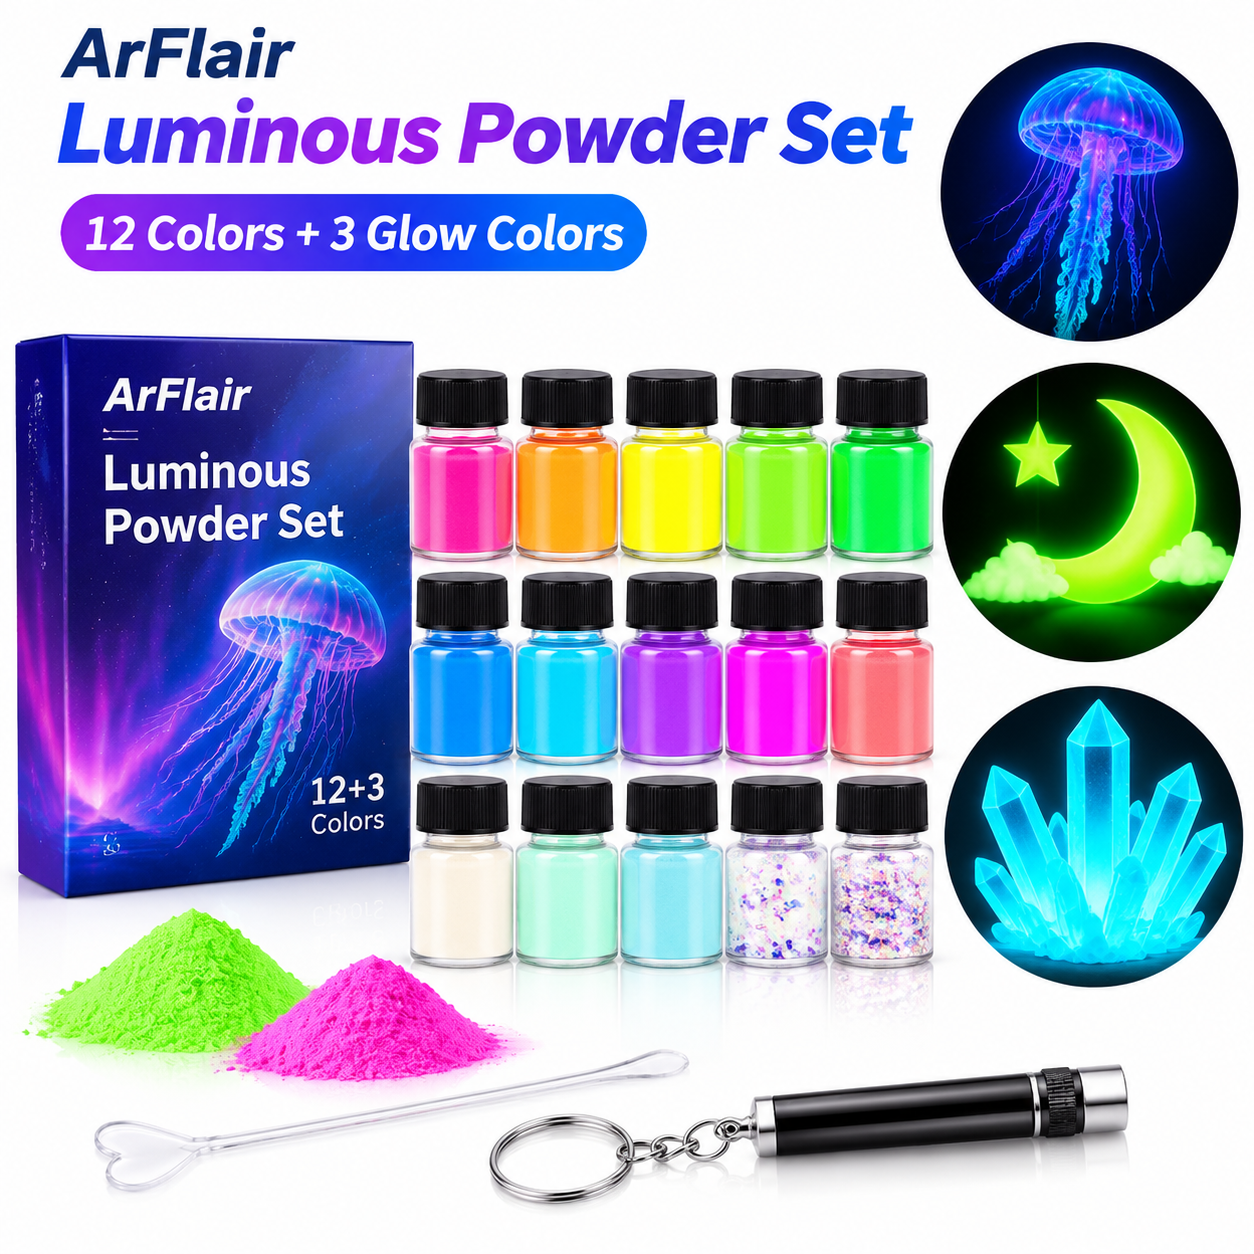 ArFlair
Luminous Powder Set
12 Colors + 3 Glow Colors
ArFlair
Luminous
Powder Set
12+3
Colors